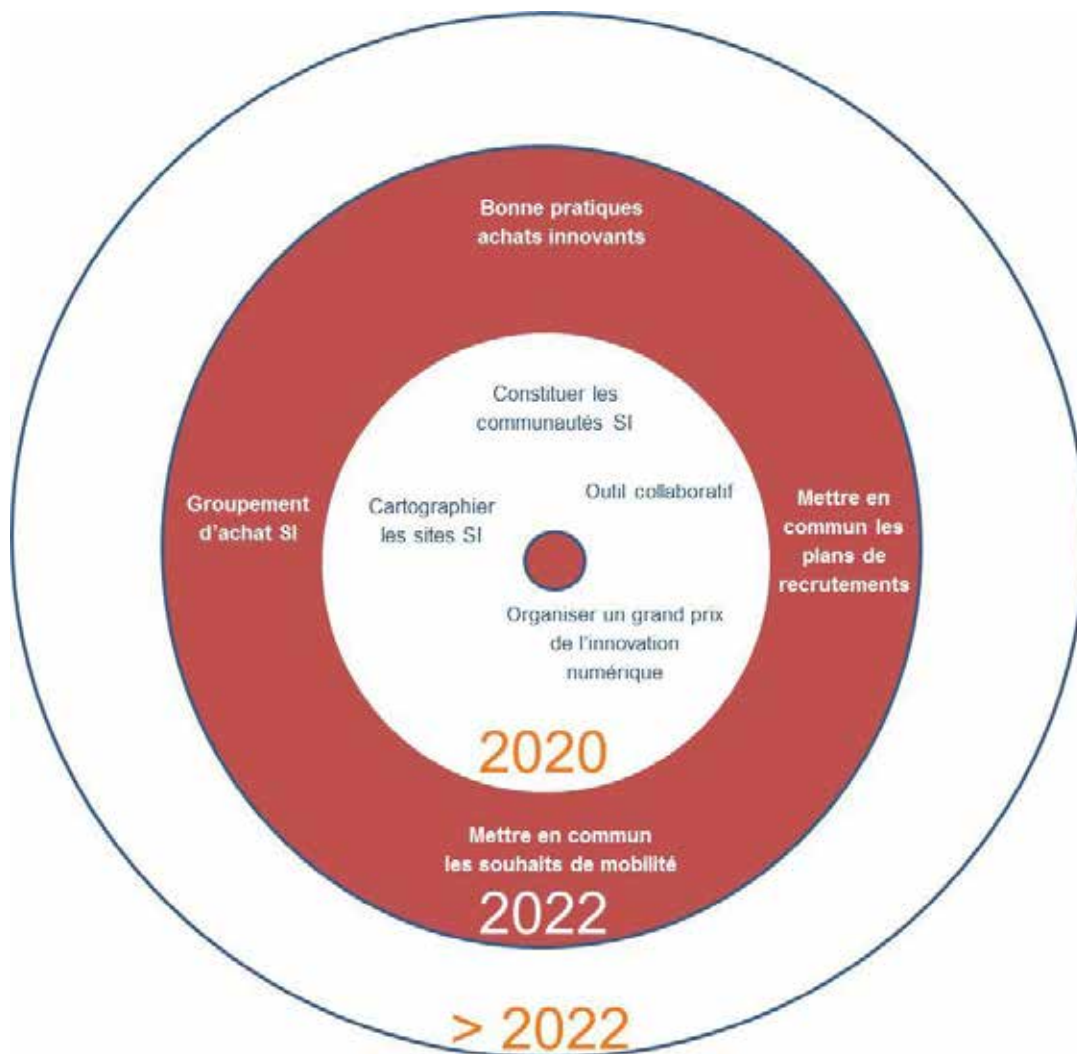 Bonne pratiques
achats innovants
Constituer les
communautés SI
Outil collaboratif
Cartographier
les sites SI
Groupement
d'achat SI
Mettre en
commun les
plans de
recrutements
Organiser un grand prix
de l'innovation
numérique
2020
Mettre en commun
les souhaits de mobilité
2022
> 2022